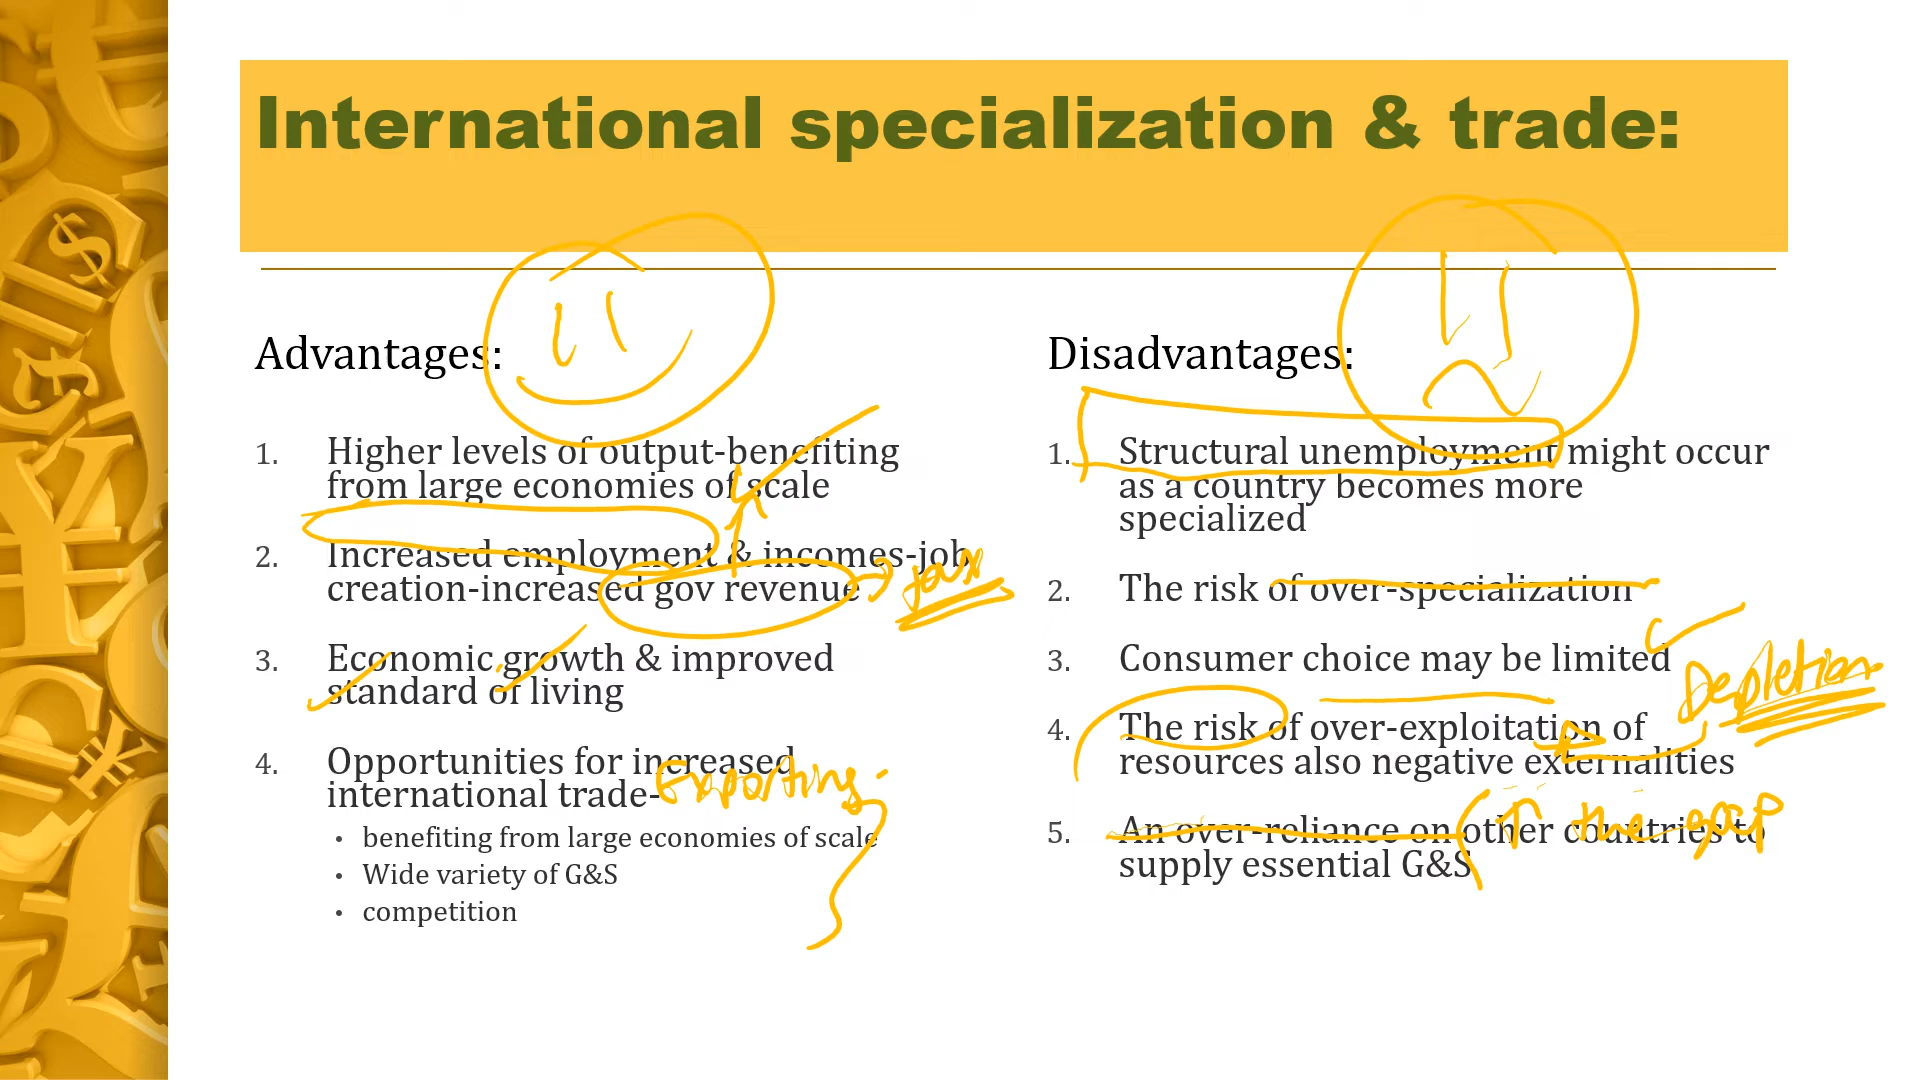 International specialization & trade:
Advantages:
1. Higher levels of output-benefiting
from large economies of scale
2. Increased employment & incomes-job
creation-increased gov revenue → tax
3. Economic growth & improved
standard of living
4. Opportunities for increased
international trade- Exporting
• benefiting from large economies of scale
• Wide variety of G&S
• competition
Disadvantages:
1. Structural unemployment might occur
as a country becomes more
specialized
2. The risk of over-specialization
3. Consumer choice may be limited
Depletion
4. The risk of over-exploitation of
resources also negative externalities
↑ the gap
5. An over-reliance on other countries to
supply essential G&S